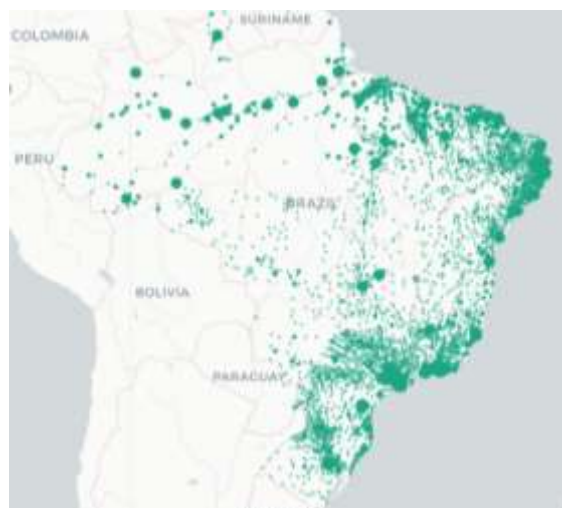 SURINAME
COLOMBIA
PERU
BRAZIL
BOLIVIA
PARAGUAY